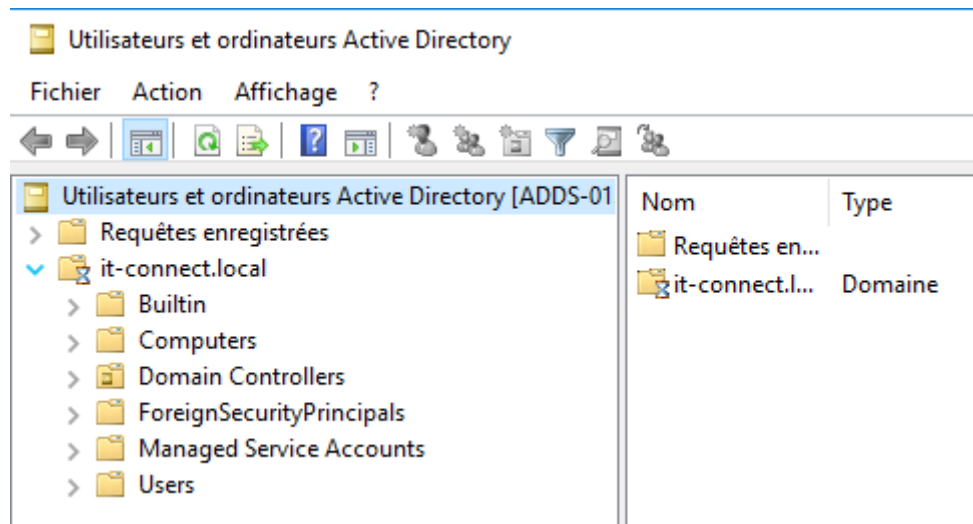 Utilisateurs et ordinateurs Active Directory
Fichier Action Affichage ?
Utilisateurs et ordinateurs Active Directory [ADDS-01
Requêtes enregistrées
it-connect.local
Builtin
Computers
Domain Controllers
ForeignSecurityPrincipals
Managed Service Accounts
Users
Nom Type
Requêtes en...
it-connect.l... Domaine